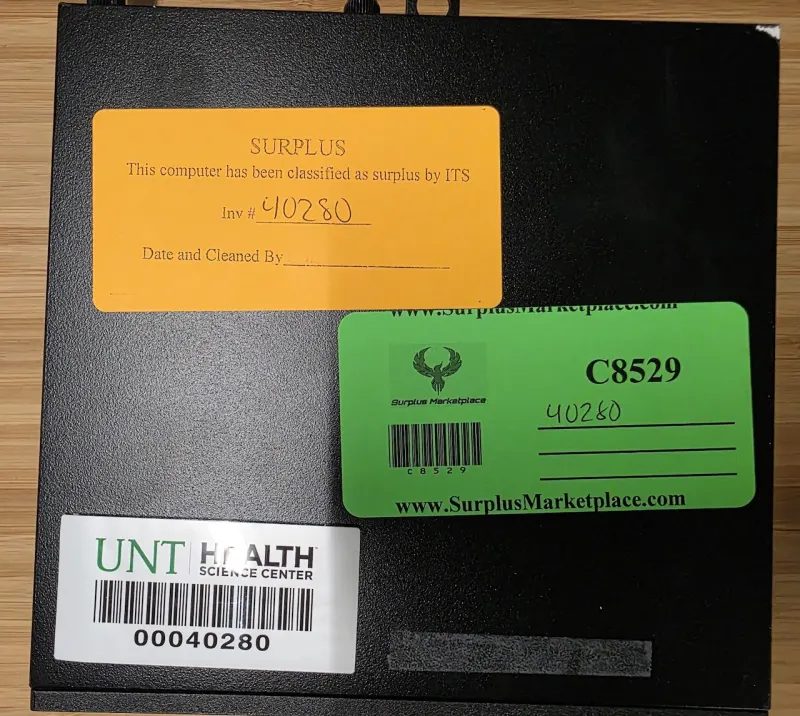 SURPLUS
This computer has been classified as surplus by ITS
Inv # 40280
Date and Cleaned By
www.SurplusMarketplace.com
C8529
Surplus Marketplace
40280
C8529
www.SurplusMarketplace.com
UNT HEALTH
SCIENCE CENTER
00040280